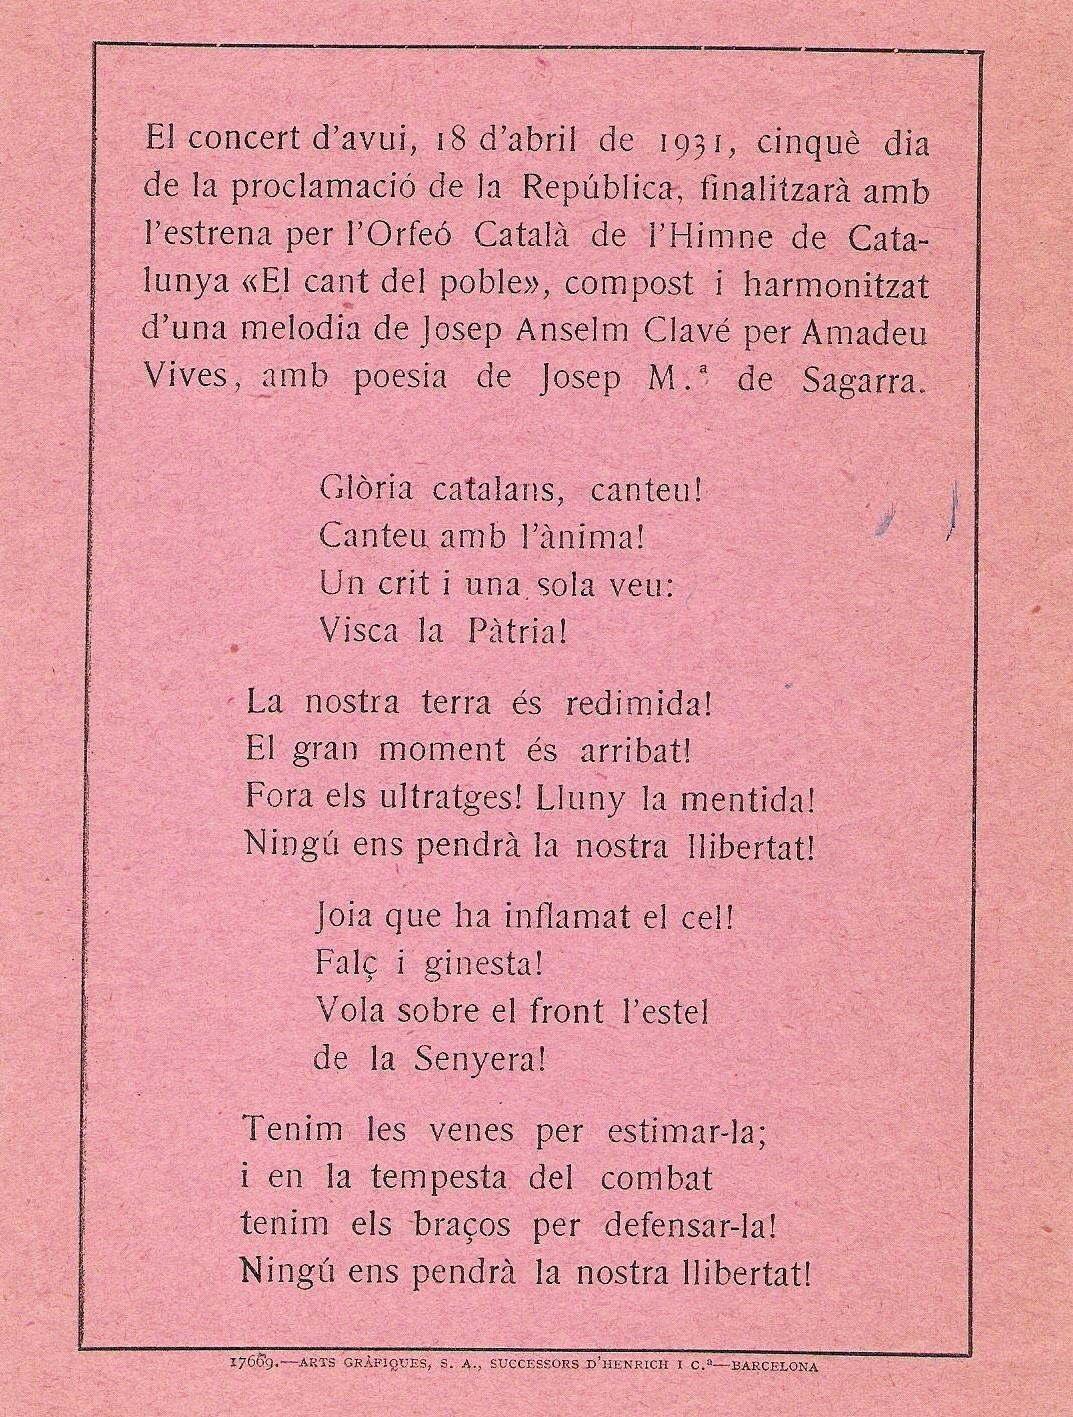 El concert d'avui, 18 d'abril de 1931, cinquè dia
de la proclamació de la República, finalitzarà amb
l'estrena per l'Orfeó Català de l'Himne de Cata-
lunya «El cant del poble», compost i harmonitzat
d'una melodia de Josep Anselm Clavé per Amadeu
Vives, amb poesia de Josep M.ª de Sagarra.
Glòria catalans, canteu!
Canteu amb l'ànima!
Un crit i una sola veu:
Visca la Pàtria!
La nostra terra és redimida!
El gran moment és arribat!
Fora els ultratges! Lluny la mentida!
Ningú ens pendrà la nostra llibertat!
Joia que ha inflamat el cel!
Falç i ginesta!
Vola sobre el front l'estel
de la Senyera!
Tenim les venes per estimar-la;
i en la tempesta del combat
tenim els braços per defensar-la!
Ningú ens pendrà la nostra llibertat!
17669.—ARTS GRÀFIQUES, S. A., SUCCESSORS D'HENRICH I C.ª—BARCELONA